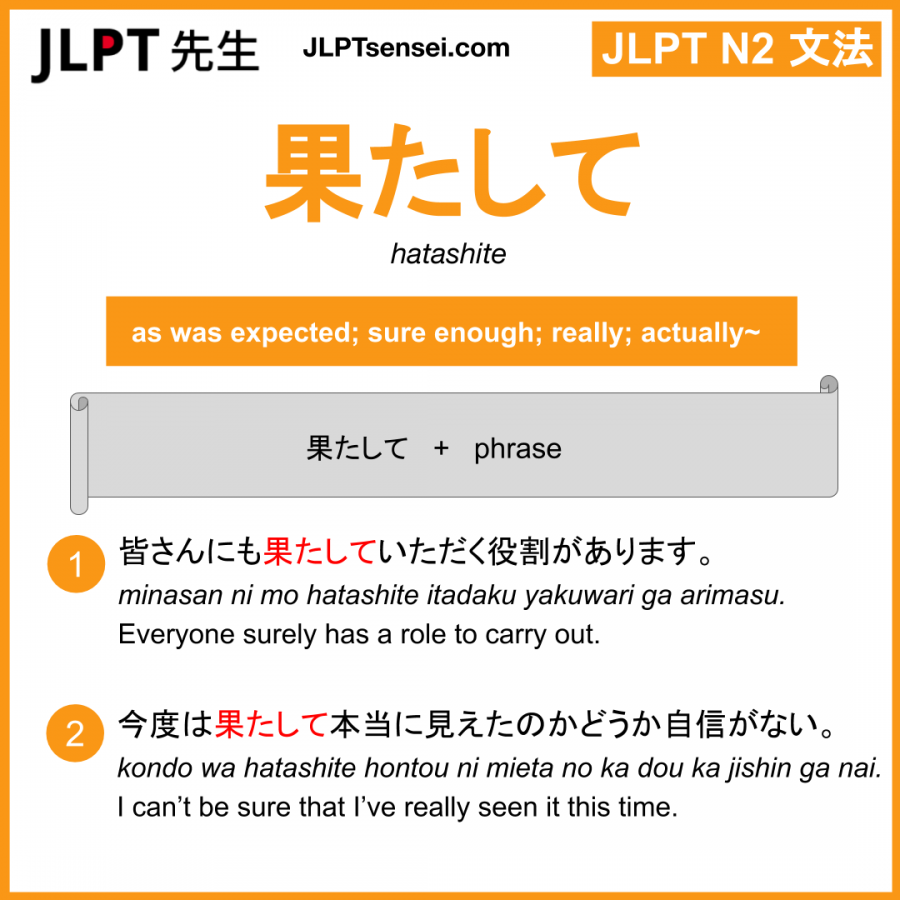 JLPT 先生
JLPTsensei.com
JLPT N2 文法
果たして
hatashite
as was expected; sure enough; really; actually~
果たして + phrase
1
皆さんにも果たしていただく役割があります。
minasan ni mo hatashite itadaku yakuwari ga arimasu.
Everyone surely has a role to carry out.
2
今度は果たして本当に見えたのかどうか自信がない。
kondo wa hatashite hontou ni mieta no ka dou ka jishin ga nai.
I can’t be sure that I’ve really seen it this time.